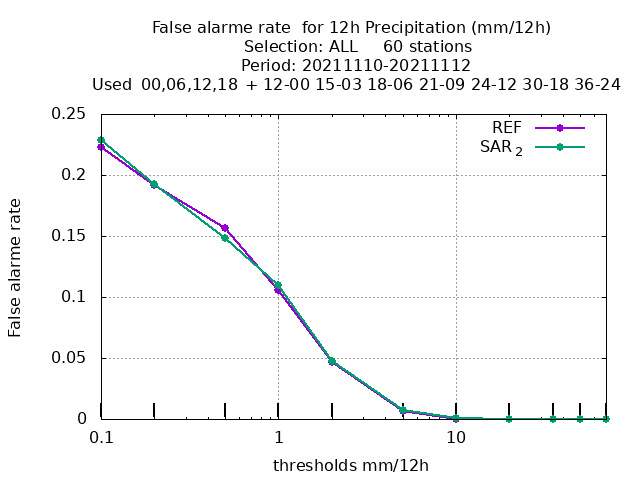 False alarme rate  for 12h Precipitation (mm/12h)
Selection: ALL     60 stations
Period: 20211110-20211112
Used  00,06,12,18  + 12-00 15-03 18-06 21-09 24-12 30-18 36-24
0.25
0.2
0.15
0.1
0.05
0
0.1
1
10
False alarme rate
thresholds mm/12h
REF
SAR 2